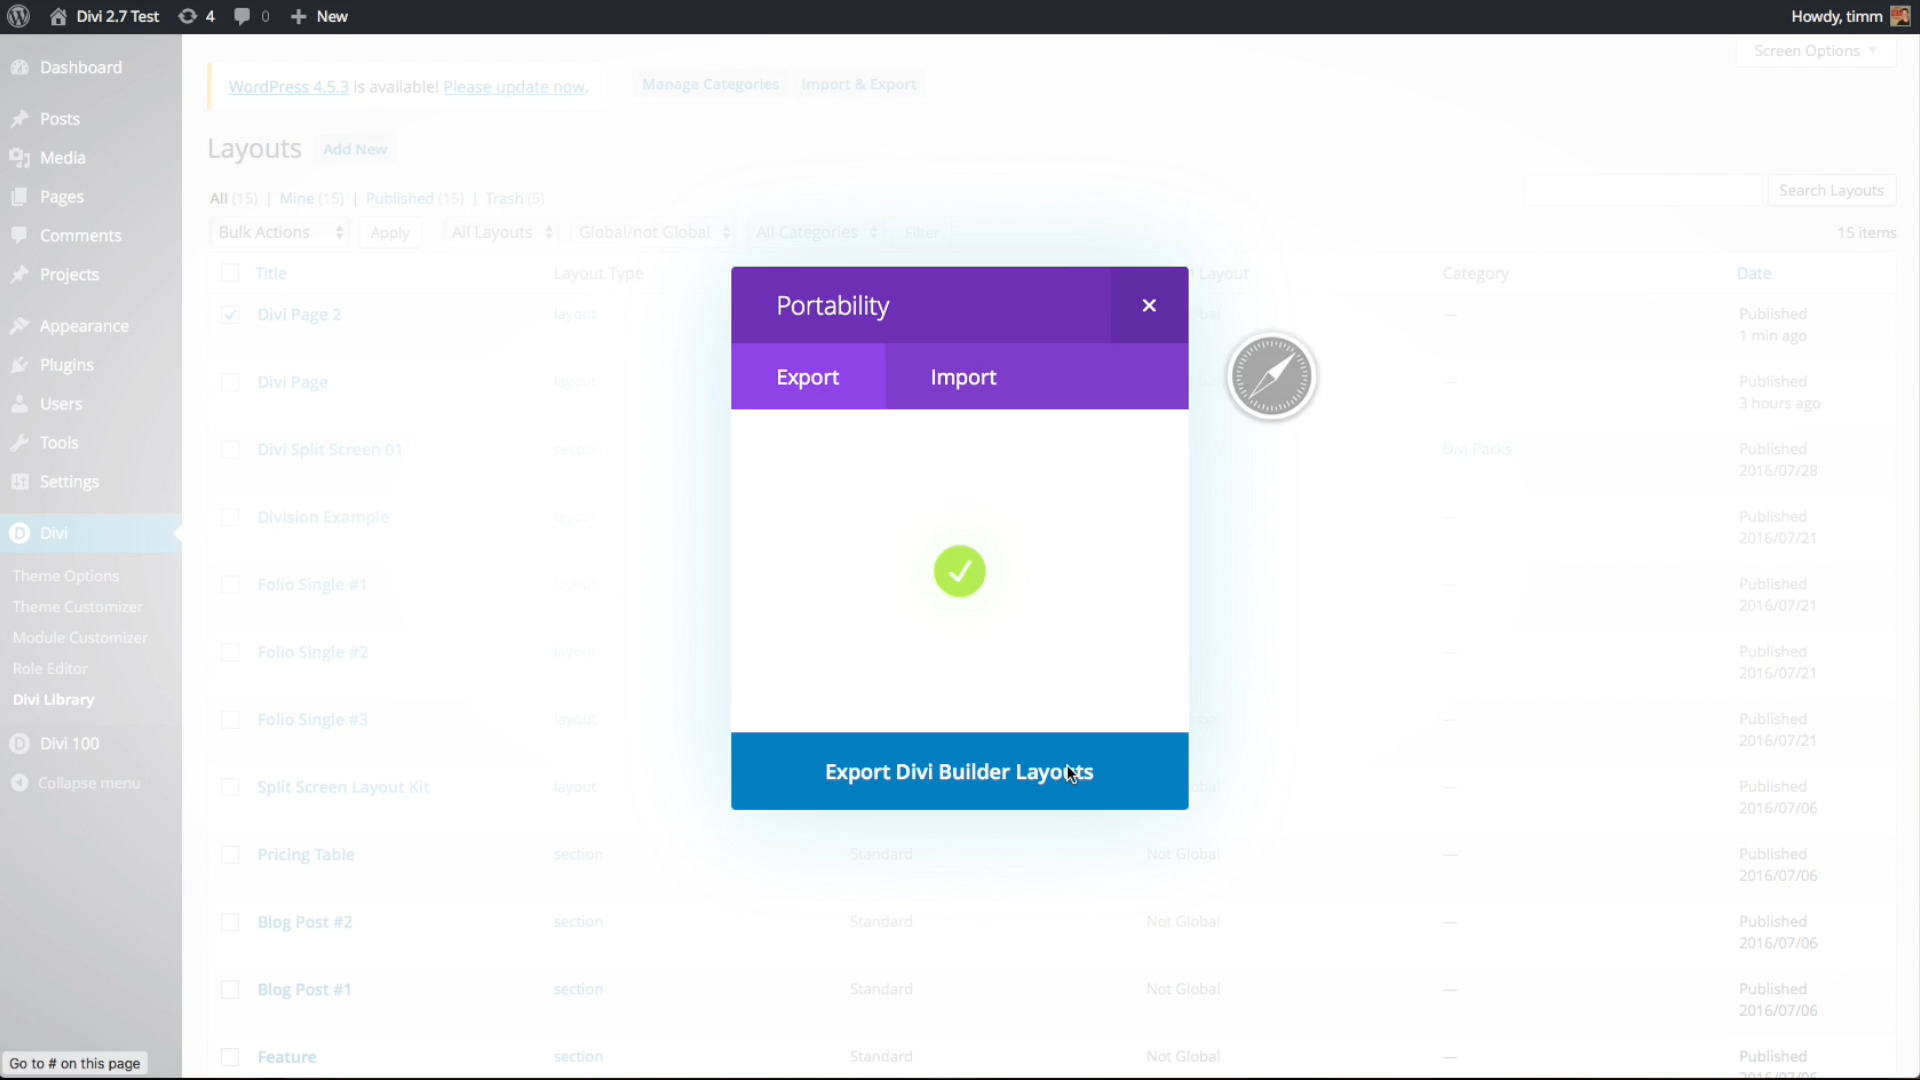 Divi 2.7 Test 4 0 New Howdy, timm
Screen Options
WordPress 4.5.3 is available! Please update now.
Manage Categories Import & Export
Layouts Add New
All (15) | Mine (15) | Published (15) | Trash (5)
Search Layouts
Bulk Actions Apply All Layouts Global/not Global All Categories Filter 15 items
Title Layout Type Layout Category Date
Divi Page 2 layout — Published
1 min ago
Divi Page layout — Published
3 hours ago
Divi Split Screen 01 section Divi Packs Published
2016/07/28
Division Example layout — Published
2016/07/21
Folio Single #1 layout — Published
2016/07/21
Folio Single #2 layout — Published
2016/07/21
Folio Single #3 layout — Published
2016/07/21
Split Screen Layout Kit layout — Published
2016/07/06
Pricing Table section Standard Not Global — Published
2016/07/06
Blog Post #2 section Standard Not Global — Published
2016/07/06
Blog Post #1 section Standard Not Global — Published
2016/07/06
Feature section Standard Not Global — Published
2016/07/06
Dashboard
Posts
Media
Pages
Comments
Projects
Appearance
Plugins
Users
Tools
Settings
Divi
Theme Options
Theme Customizer
Module Customizer
Role Editor
Divi Library
Divi 100
Collapse menu
Portability
Export Import
Export Divi Builder Layouts
Go to # on this page